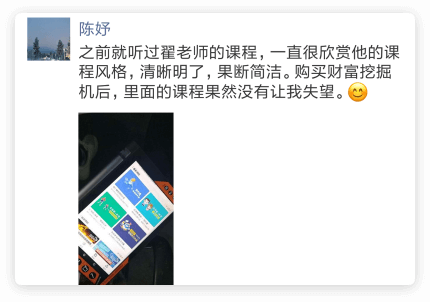 陈妤
之前就听过翟老师的课程，一直很欣赏他的课
程风格，清晰明了，果断简洁。购买财富挖掘
机后，里面的课程果然没有让我失望。😊